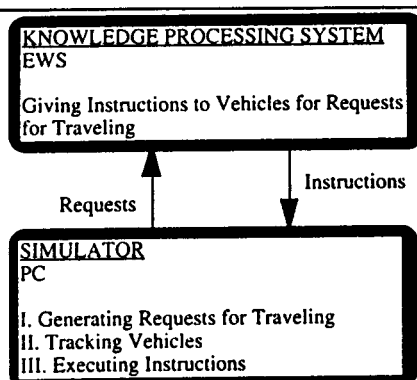 KNOWLEDGE PROCESSING SYSTEM
EWS
Giving Instructions to Vehicles for Requests
for Traveling
Instructions
Requests
SIMULATOR
PC
I. Generating Requests for Traveling
II. Tracking Vehicles
III. Executing Instructions